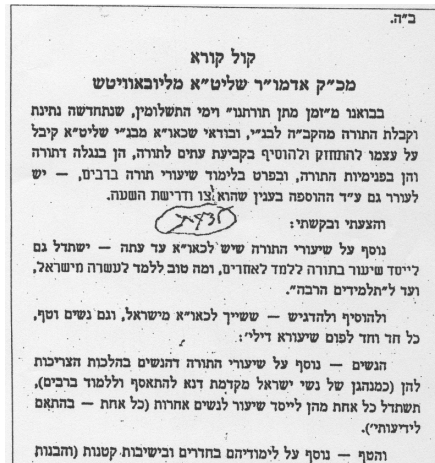 ב"ה.
קול קורא
מכ"ק אדמו"ר שליט"א מליובאוויטש
בבואנו מ"זמן מתן תורתנו" וימי התשלומין, שנתחדשה נתינת
וקבלת התורה מהקב"ה לבנ"י, ובודאי שכאו"א מבנ"י שליט"א קיבל
על עצמו להתחזק ולהוסיף בקביעת עתים לתורה, הן בנגלה דתורה
והן בפנימיות התורה, ובפרט בלימוד שיעורי תורה ברבים, — יש
לעורר גם ע"ד ההוספה בענין שהוא צו ודרישת השעה.
והצעתי ובקשתי:
נוסף על שיעורי התורה שיש לכאו"א עד עתה — ישתדל גם
לייסד שיעור בתורה ללמד לאחרים, ומה טוב ללמד לעשרה מישראל,
ועד ל"תלמידים הרבה".
ולהוסיף ולהדגיש — ששייך לכאו"א מישראל, וגם נשים וטף,
כל חד וחד לפום שיעורא דילי':
הנשים — נוסף על שיעורי התורה דהנשים בהלכות הצריכות
להן (כמנהגן של נשי ישראל מקדמת דנא להתאסף וללמוד ברבים),
תשתדל כל אחת מהן לייסד שיעור לנשים אחרות (כל אחת — בהתאם
לידיעותי').
והטף — נוסף על לימודיהם בחדרים ובישיבות קטנות (והבנות